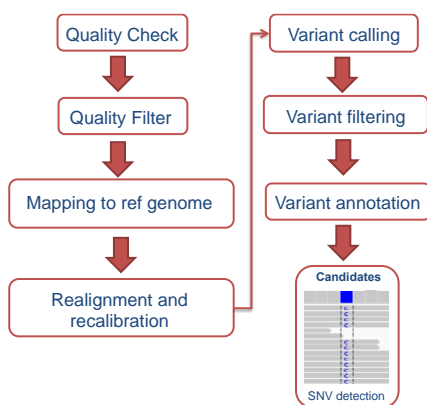 Quality Check
Quality Filter
Mapping to ref genome
Realignment and
recalibration
Variant calling
Variant filtering
Variant annotation
Candidates
C
C
C
C
C
C
C
C
C
C
C
SNV detection